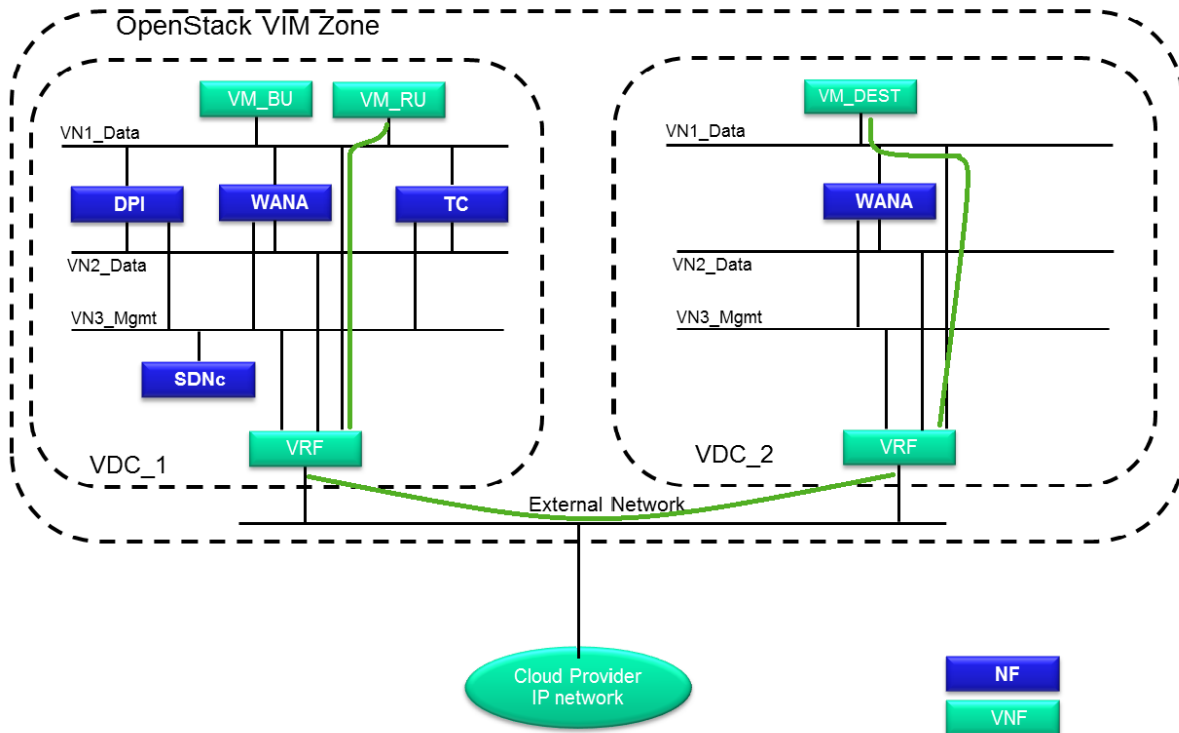 OpenStack VIM Zone
VM_BU
VM_RU
VN1_Data
DPI
WANA
TC
VN2_Data
VN3_Mgmt
SDNc
VRF
VDC_1
VM_DEST
VN1_Data
WANA
VN2_Data
VN3_Mgmt
VRF
VDC_2
External Network
Cloud Provider
IP network
NF
VNF